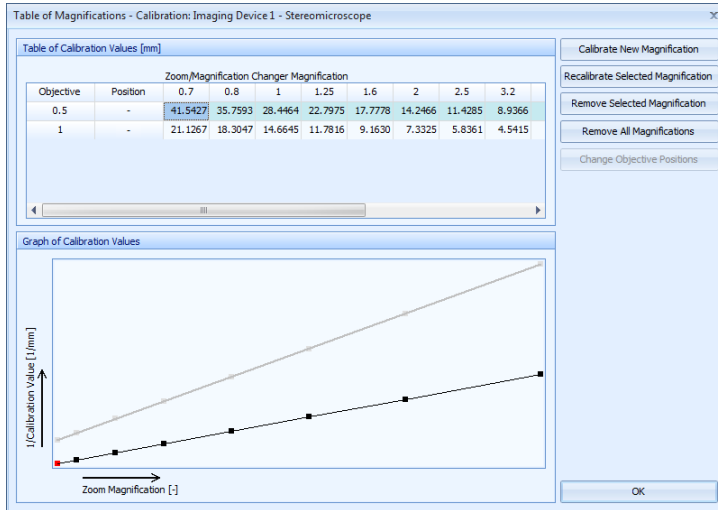 Table of Magnifications - Calibration: Imaging Device 1 - Stereomicroscope
Table of Calibration Values [mm]
Zoom/Magnification Changer Magnification
Objective Position 0.7 0.8 1 1.25 1.6 2 2.5 3.2
0.5 - 41.5427 35.7593 28.4464 22.7975 17.7778 14.2466 11.4285 8.9366
1 - 21.1267 18.3047 14.6645 11.7816 9.1630 7.3325 5.8361 4.5415
Calibrate New Magnification
Recalibrate Selected Magnification
Remove Selected Magnification
Remove All Magnifications
Change Objective Positions
Graph of Calibration Values
1/Calibration Value [1/mm]
Zoom Magnification [-]
OK